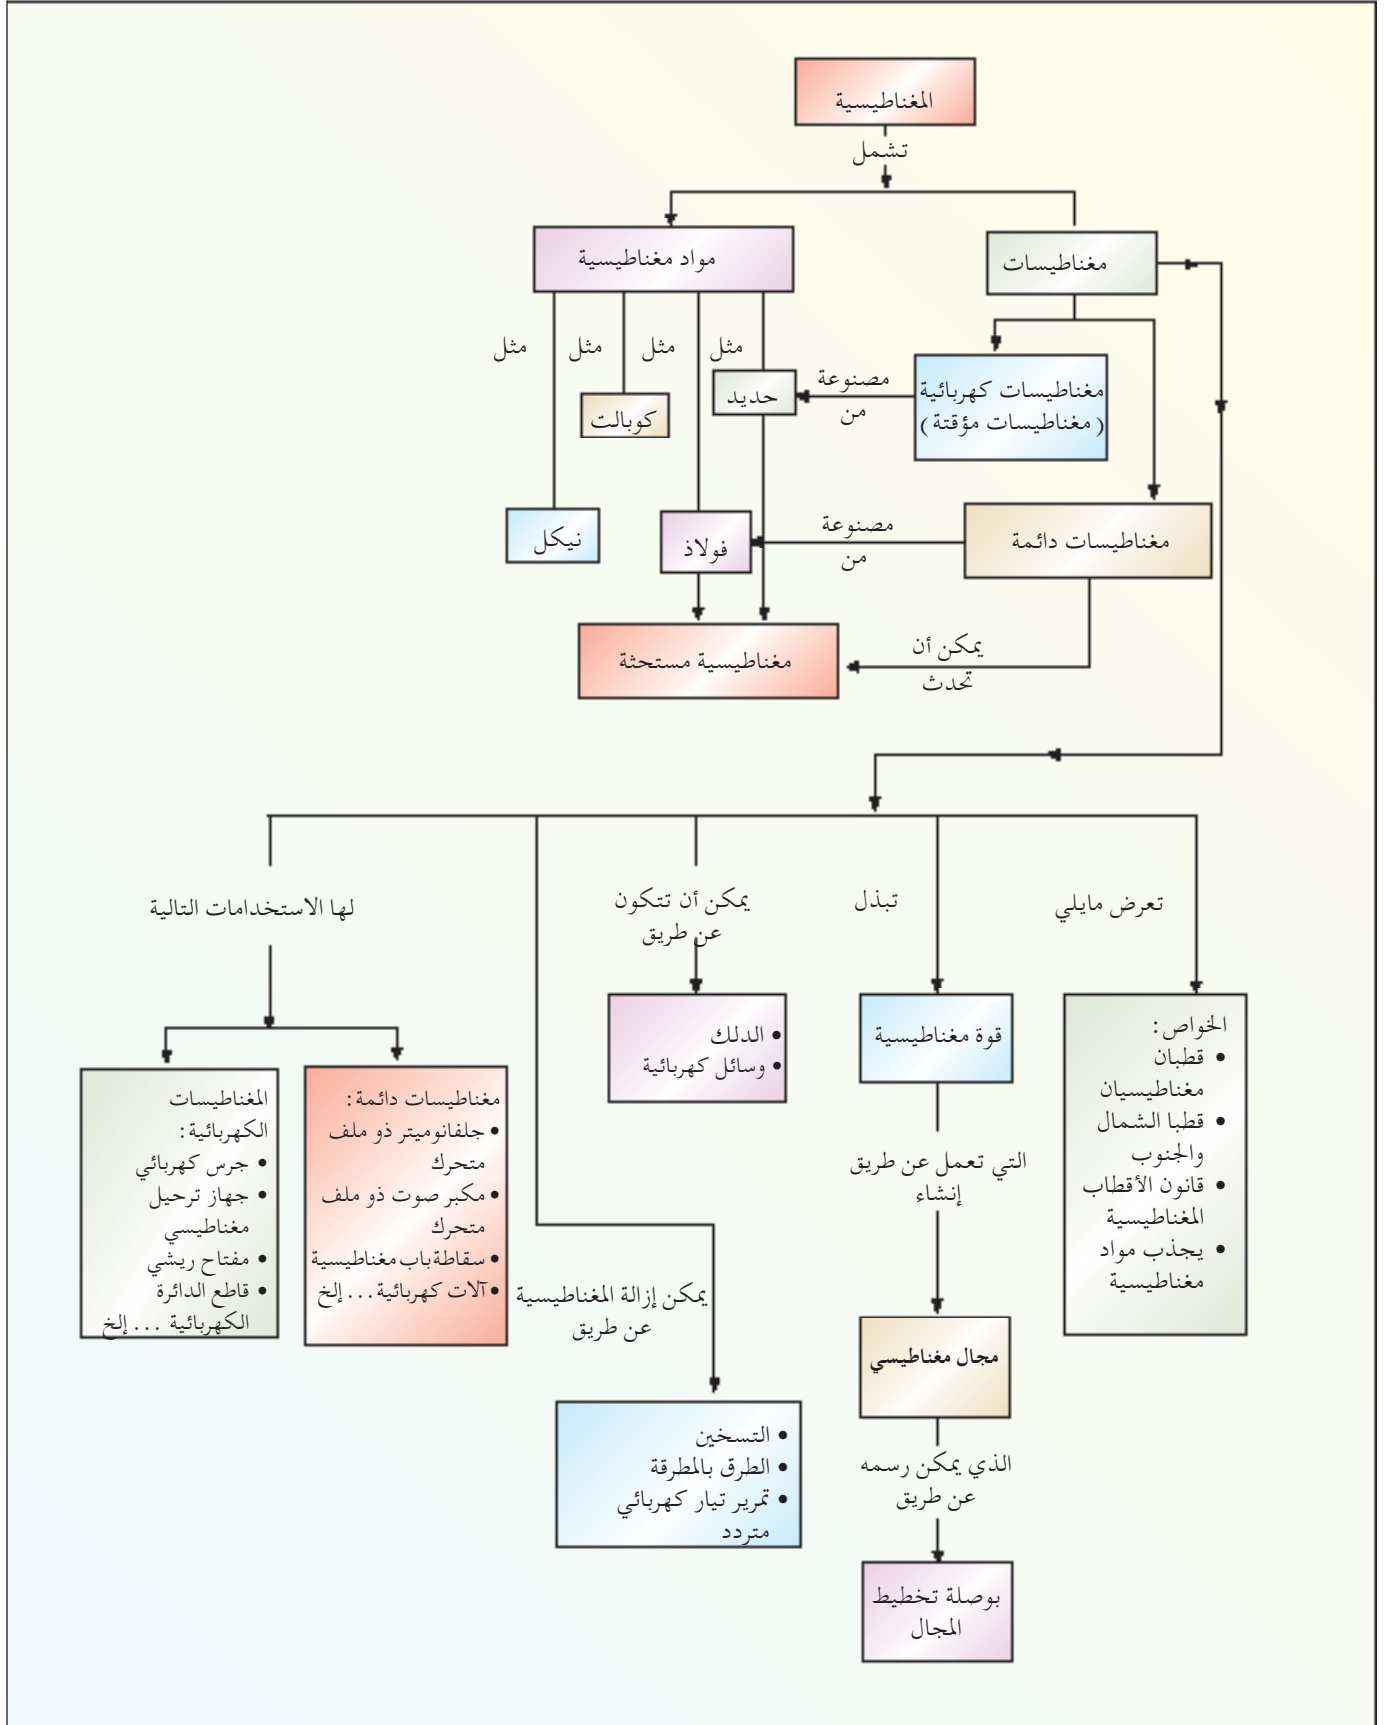 المغناطيسية
تشمل
مغناطيسات
مواد مغناطيسية
مثل
مثل
مثل
مثل
مغناطيسات كهربائية
(مغناطيسات مؤقتة)
مصنوعة
من
حديد
كوبالت
مغناطيسات دائمة
مصنوعة
من
فولاذ
نيكل
يمكن أن
تحدث
مغناطيسية مستحثة
تعرض مايلي
الخواص:
• قطبان
مغناطيسيان
• قطبا الشمال
والجنوب
• قانون الأقطاب
المغناطيسية
• يجذب مواد
مغناطيسية
تبذل
قوة مغناطيسية
التي تعمل عن طريق
إنشاء
مجال مغناطيسي
الذي يمكن رسمه
عن طريق
بوصلة تخطيط
المجال
يمكن أن تتكون
عن طريق
• الدلك
• وسائل كهربائية
يمكن إزالة المغناطيسية
عن طريق
• التسخين
• الطرق بالمطرقة
• تمرير تيار كهربائي
متردد
لها الاستخدامات التالية
مغناطيسات دائمة:
• جلفانوميتر ذو ملف
متحرك
• مكبر صوت ذو ملف
متحرك
• سقاطة باب مغناطيسية
• آلات كهربائية... إلخ
المغناطيسات
الكهربائية:
• جرس كهربائي
• جهاز ترحيل
مغناطيسي
• مفتاح ريشي
• قاطع الدائرة
الكهربائية ... إلخ